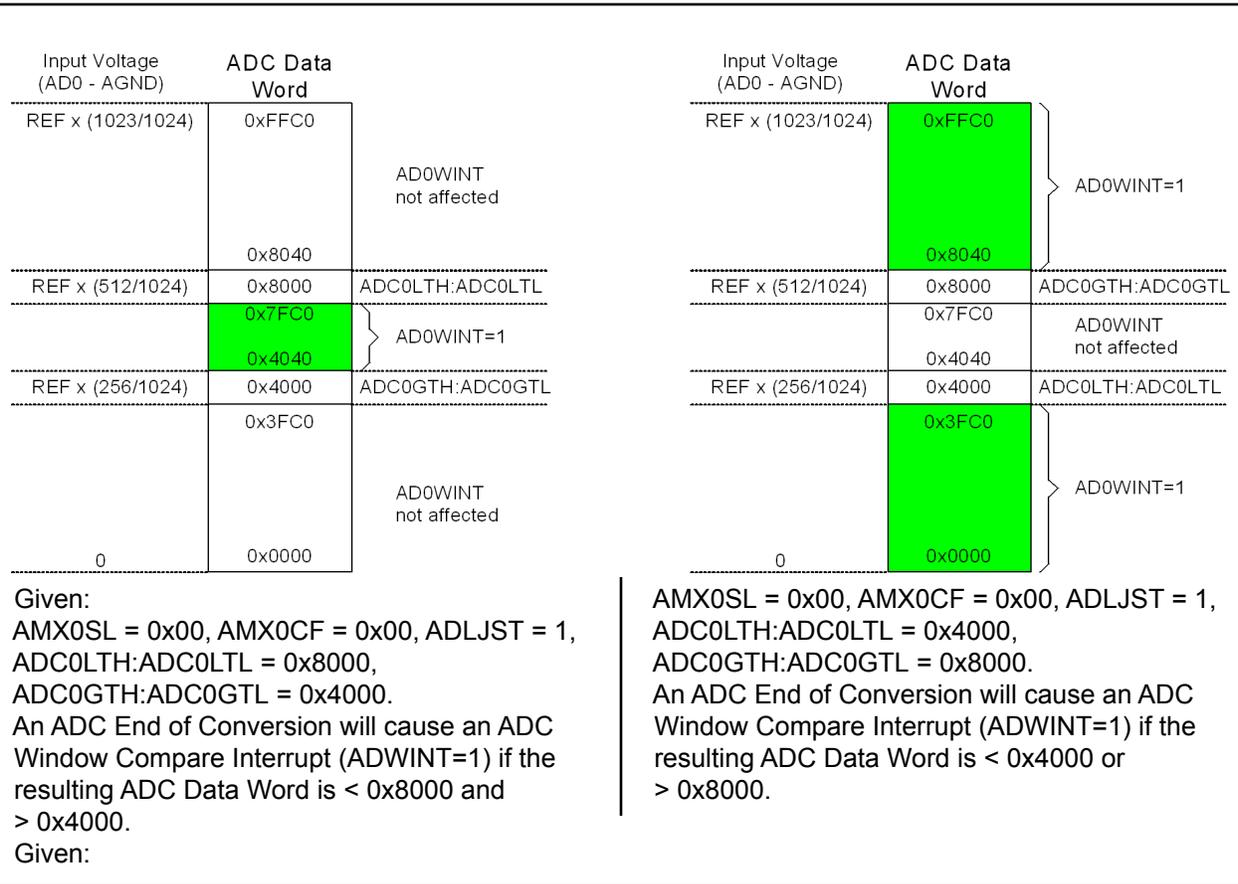 Input Voltage
(AD0 - AGND)
ADC Data
Word
REF x (1023/1024)
0xFFC0
AD0WINT
not affected
0x8040
REF x (512/1024)
0x8000
ADC0LTH:ADC0LTL
0x7FC0
AD0WINT=1
0x4040
REF x (256/1024)
0x4000
ADC0GTH:ADC0GTL
0x3FC0
AD0WINT
not affected
0
0x0000
Given:
AMX0SL = 0x00, AMX0CF = 0x00, ADLJST = 1,
ADC0LTH:ADC0LTL = 0x8000,
ADC0GTH:ADC0GTL = 0x4000.
An ADC End of Conversion will cause an ADC
Window Compare Interrupt (ADWINT=1) if the
resulting ADC Data Word is < 0x8000 and
> 0x4000.
Given:
Input Voltage
(AD0 - AGND)
ADC Data
Word
REF x (1023/1024)
0xFFC0
AD0WINT=1
0x8040
REF x (512/1024)
0x8000
ADC0GTH:ADC0GTL
0x7FC0
AD0WINT
not affected
0x4040
REF x (256/1024)
0x4000
ADC0LTH:ADC0LTL
0x3FC0
AD0WINT=1
0
0x0000
AMX0SL = 0x00, AMX0CF = 0x00, ADLJST = 1,
ADC0LTH:ADC0LTL = 0x4000,
ADC0GTH:ADC0GTL = 0x8000.
An ADC End of Conversion will cause an ADC
Window Compare Interrupt (ADWINT=1) if the
resulting ADC Data Word is < 0x4000 or
> 0x8000.